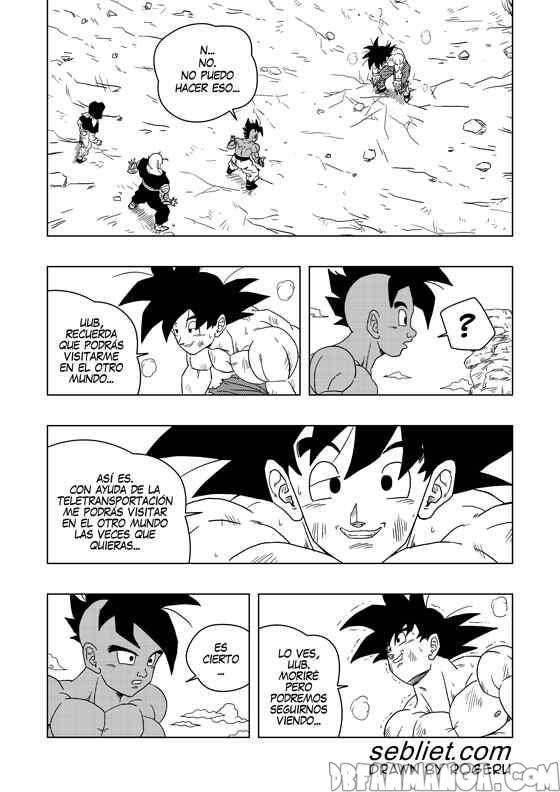 N...
NO.
NO PUEDO
HACER ESO...
UUB,
RECUERDA
QUE PODRÁS
VISITARME
EN EL OTRO
MUNDO...
?
ASÍ ES.
CON AYUDA DE LA
TELETRANSPORTACIÓN
ME PODRÁS VISITAR
EN EL OTRO MUNDO
LAS VECES QUE
QUIERAS...
ES
CIERTO
...
LO VES,
UUB.
MORIRÉ
PERO
PODREMOS
SEGUIRNOS
VIENDO...
sebliet.com
DRAWN BY ROGERU
DBFANMANGA.COM